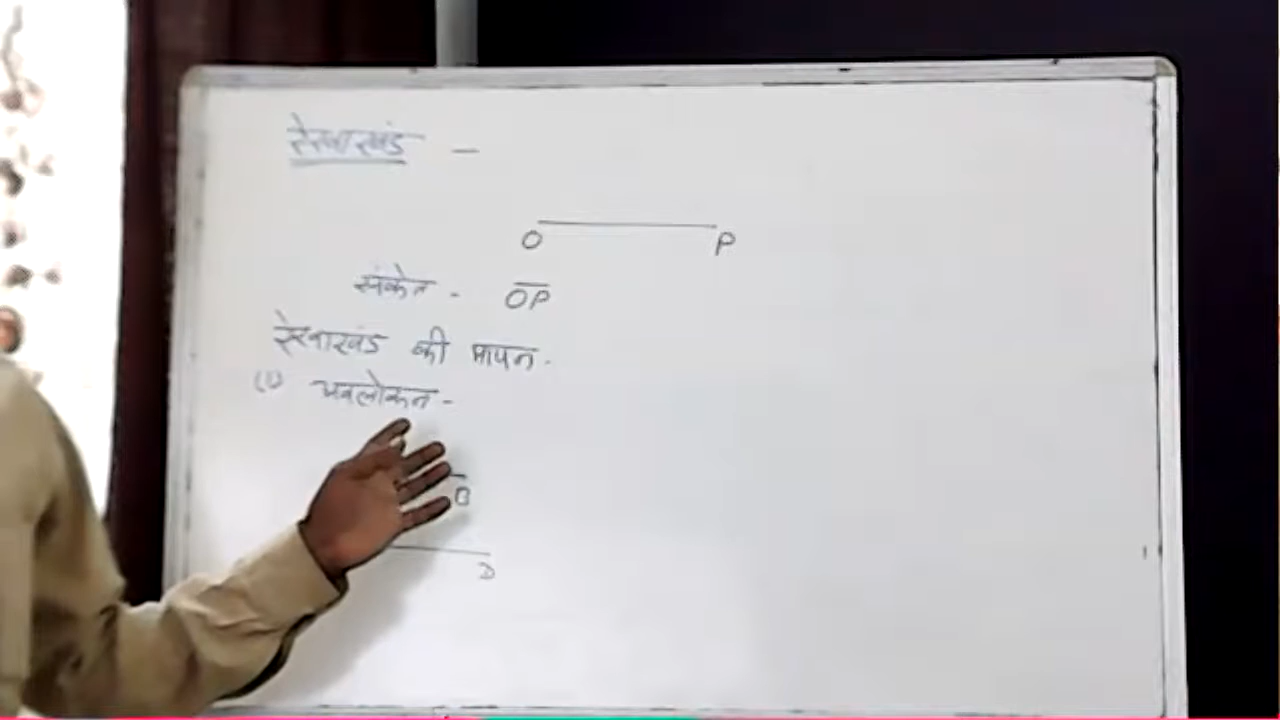 रेखाखंड -
O P
संकेत - OP
रेखाखंड की मापन -
(1) अवलोकन -
B
D